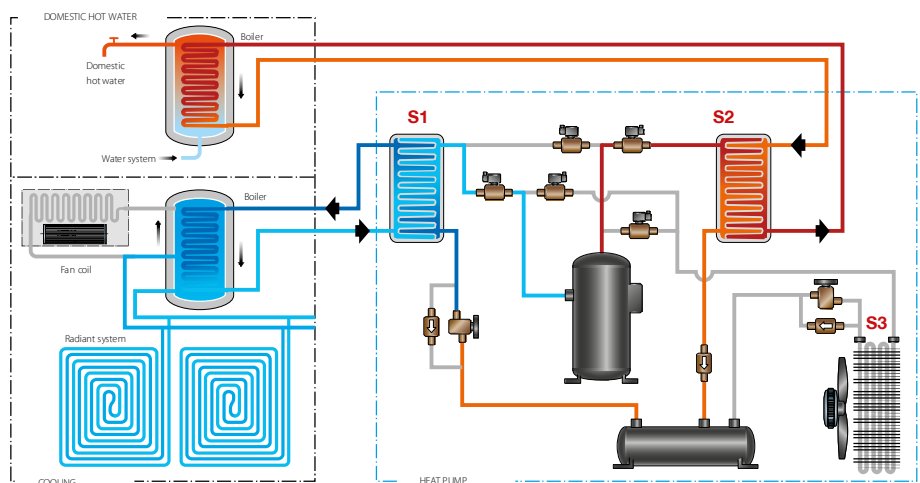 DOMESTIC HOT WATER
Boiler
Domestic
hot water
Water system
S1
S2
Boiler
Fan coil
Radiant system
S3
COOLING
HEAT PUMP